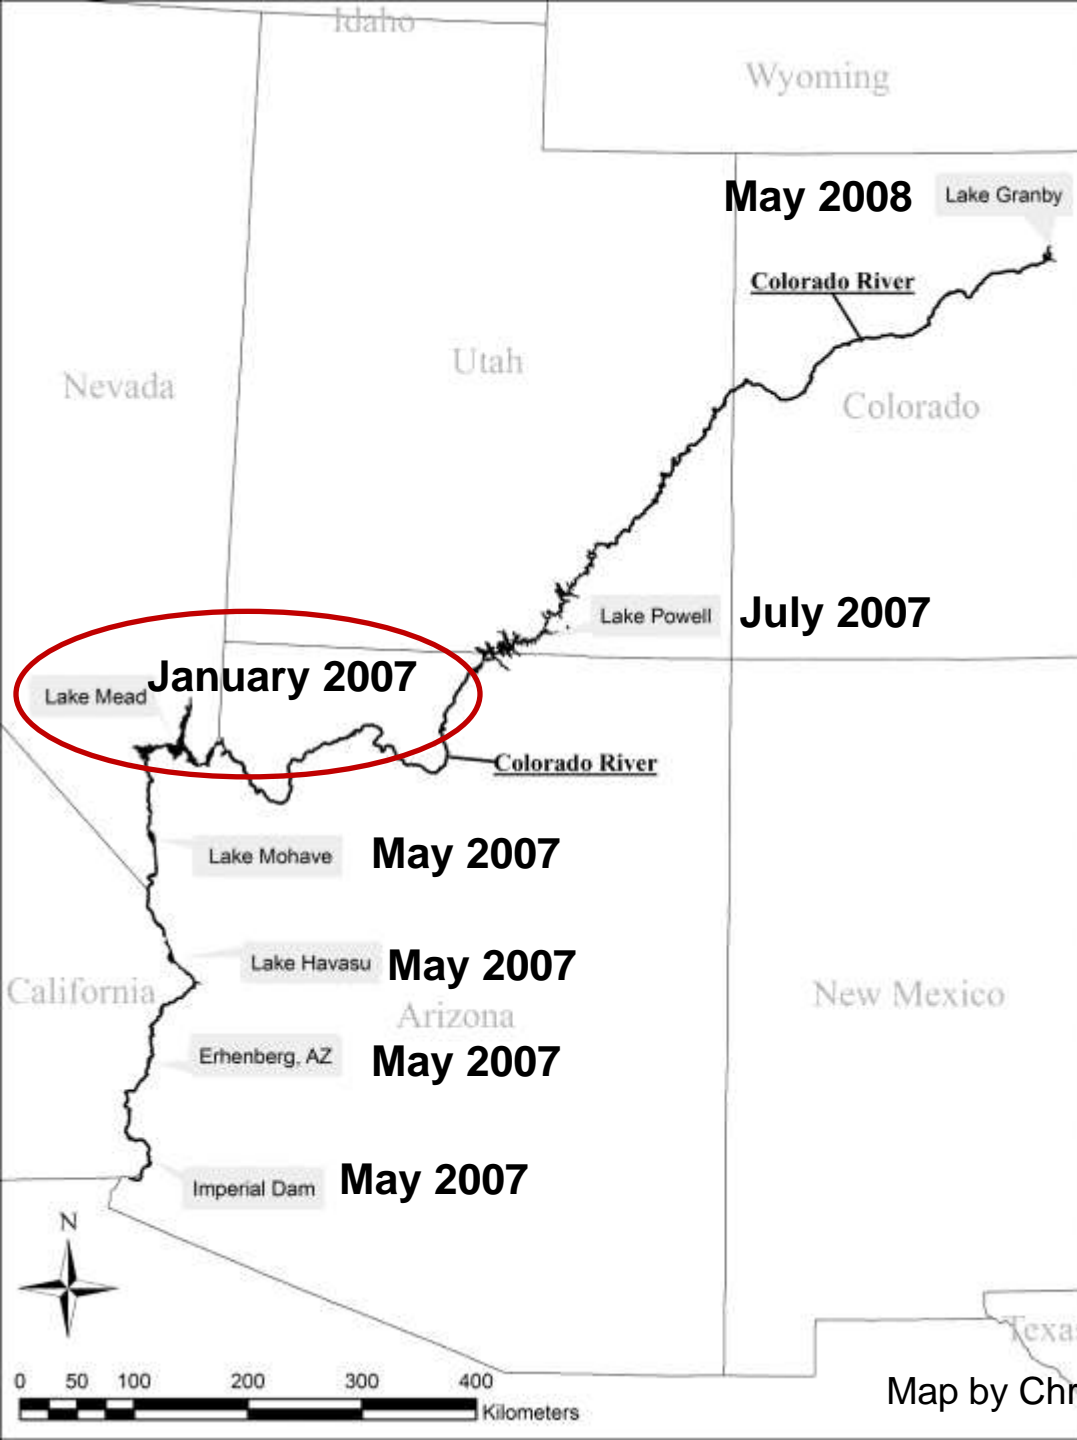 Idaho
Wyoming
May 2008
Lake Granby
Colorado River
Utah
Nevada
Colorado
Lake Powell
July 2007
January 2007
Lake Mead
Colorado River
Lake Mohave
May 2007
Lake Havasu
May 2007
California
Arizona
New Mexico
Erhenberg, AZ
May 2007
Imperial Dam
May 2007
N
Texas
0 50 100 200 300 400
Kilometers
Map by Chr